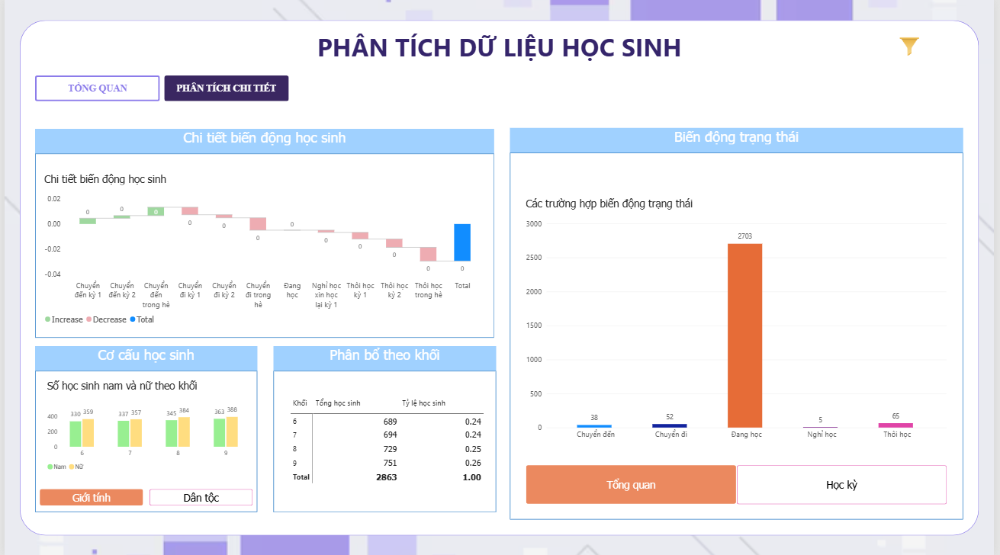 PHÂN TÍCH DỮ LIỆU HỌC SINH
TỔNG QUAN
PHÂN TÍCH CHI TIẾT
Chi tiết biến động học sinh
Chi tiết biến động học sinh
0.02
0.00
-0.02
-0.04
0
0
0
0
0
0
0
0
0
0
0
0
Chuyển đến kỳ 1
Chuyển đến kỳ 2
Chuyển đến trong hè
Chuyển đi kỳ 1
Chuyển đi kỳ 2
Chuyển đi trong hè
Đang học
Nghỉ học xin học lại kỳ 1
Thôi học kỳ 1
Thôi học kỳ 2
Thôi học trong hè
Total
Increase Decrease Total
Cơ cấu học sinh
Số học sinh nam và nữ theo khối
400
200
0
330 359
337 357
345 384
363 388
6 7 8 9
Nam Nữ
Giới tính
Dân tộc
Phân bổ theo khối
Khối Tổng học sinh Tỷ lệ học sinh
6 689 0.24
7 694 0.24
8 729 0.25
9 751 0.26
Total 2863 1.00
Biến động trạng thái
Các trường hợp biến động trạng thái
3000
2500
2000
1500
1000
500
0
38
52
2703
5
65
Chuyển đến Chuyển đi Đang học Nghỉ học Thôi học
Tổng quan
Học kỳ